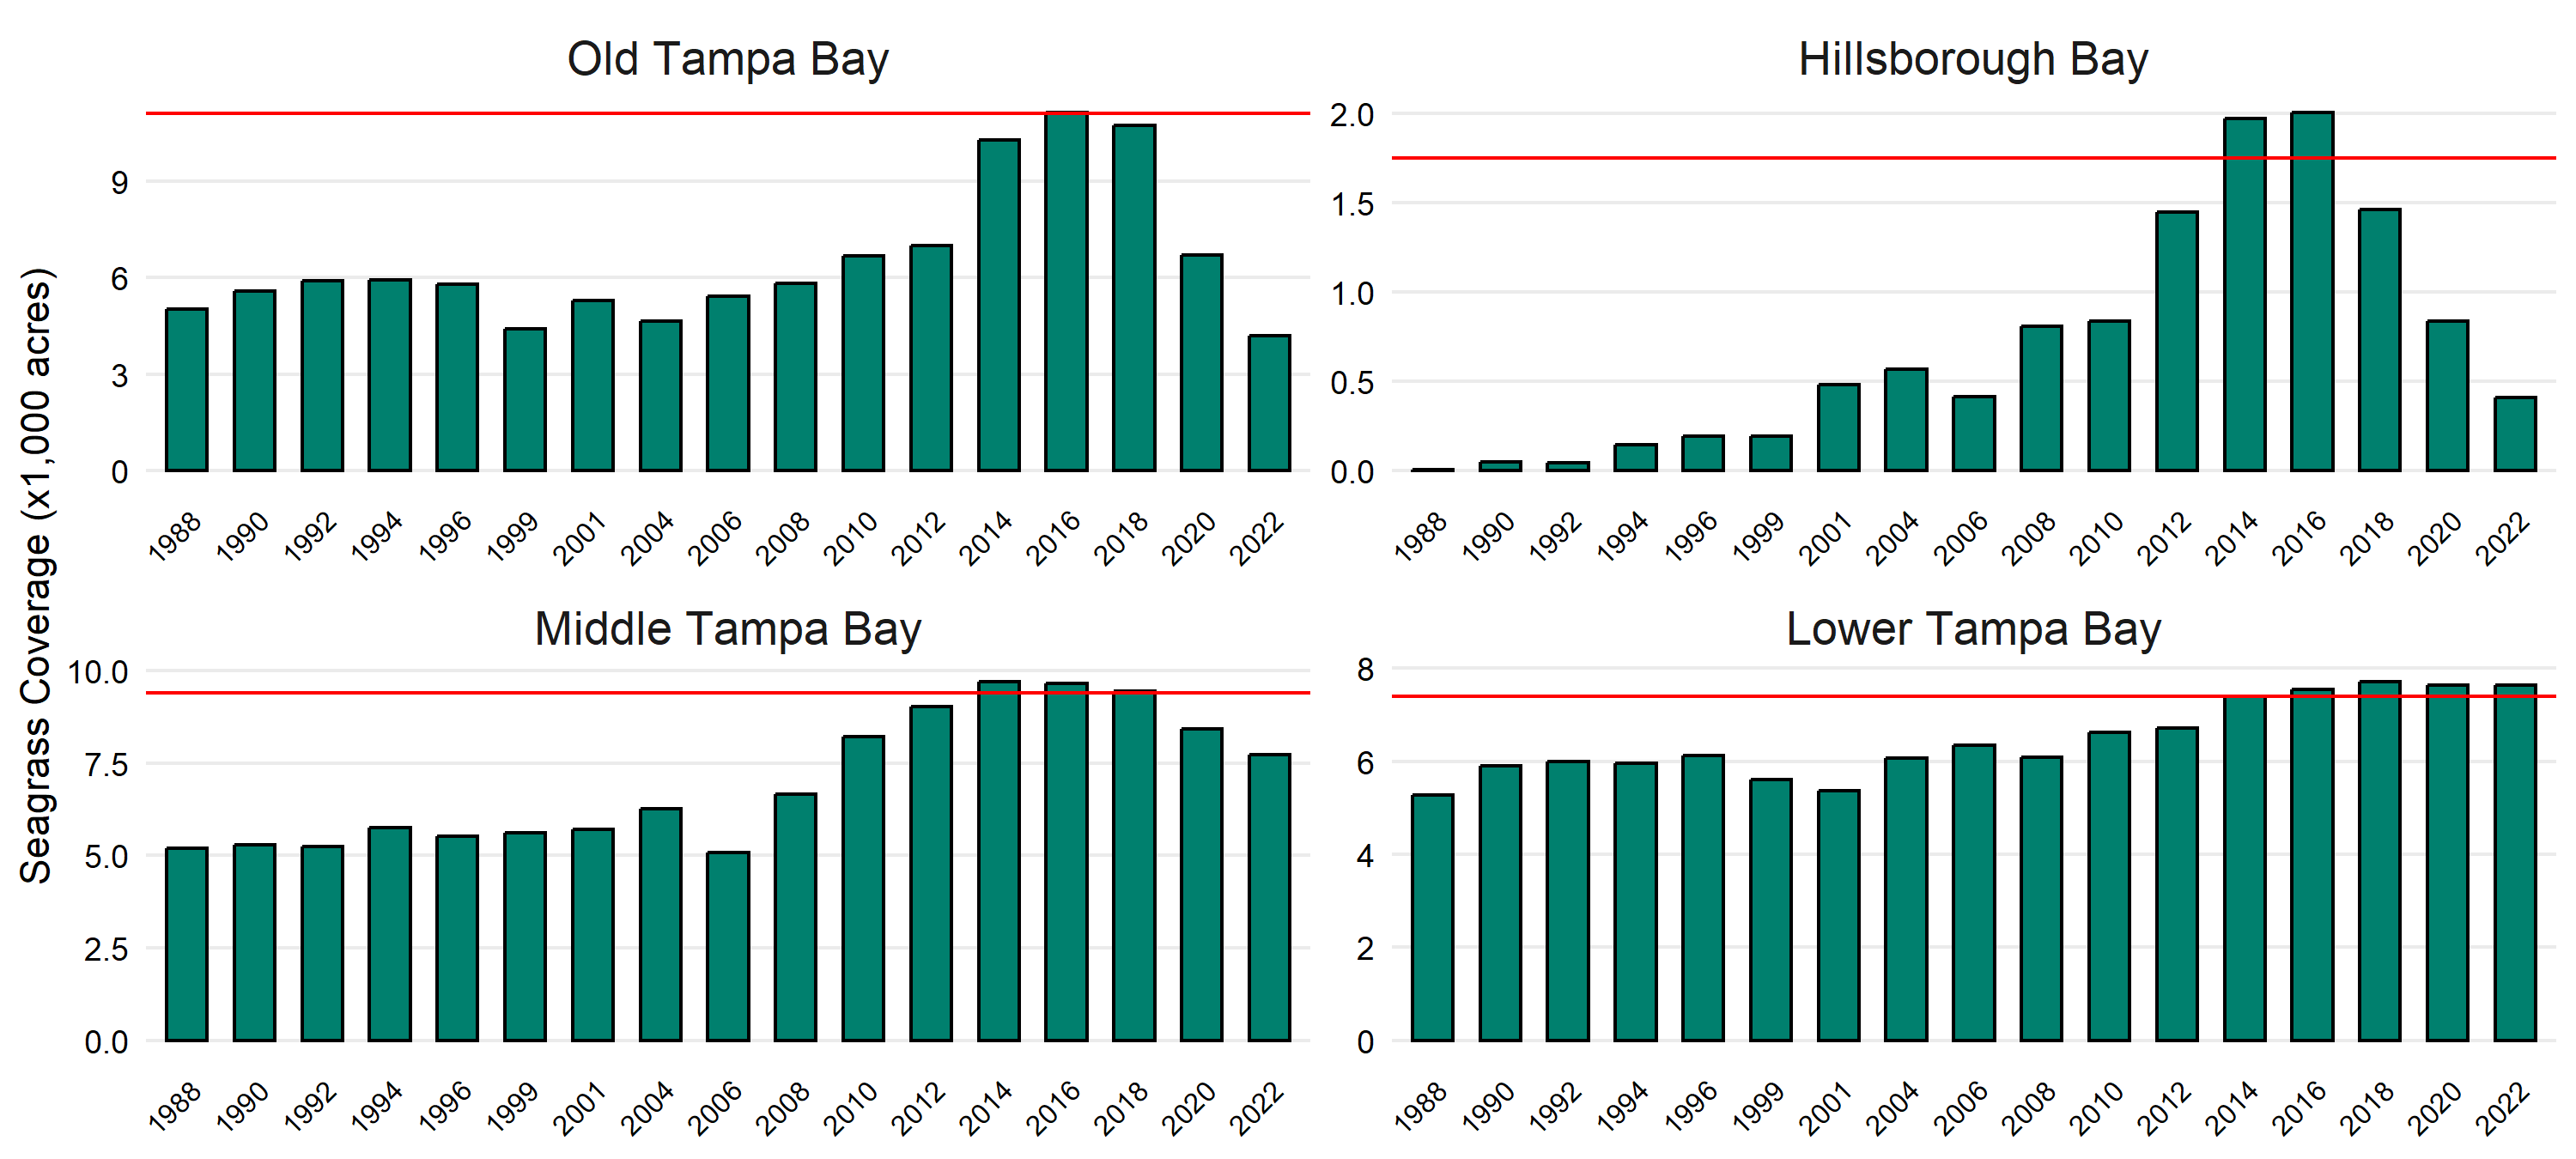 Seagrass Coverage (x1,000 acres)
Old Tampa Bay
9
6
3
0
1988 1990 1992 1994 1996 1999 2001 2004 2006 2008 2010 2012 2014 2016 2018 2020 2022
Hillsborough Bay
2.0
1.5
1.0
0.5
0.0
1988 1990 1992 1994 1996 1999 2001 2004 2006 2008 2010 2012 2014 2016 2018 2020 2022
Middle Tampa Bay
10.0
7.5
5.0
2.5
0.0
1988 1990 1992 1994 1996 1999 2001 2004 2006 2008 2010 2012 2014 2016 2018 2020 2022
Lower Tampa Bay
8
6
4
2
0
1988 1990 1992 1994 1996 1999 2001 2004 2006 2008 2010 2012 2014 2016 2018 2020 2022